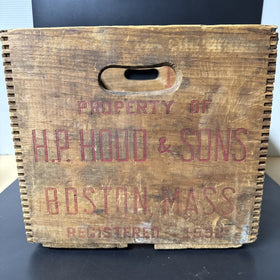 PROPERTY OF
H.P. HOOD & SONS
BOSTON MASS
REGISTERED